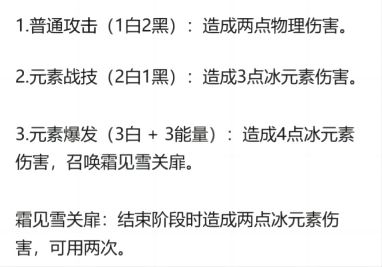 1.普通攻击（1白2黑）：造成两点物理伤害。
2.元素战技（2白1黑）：造成3点冰元素伤害。
3.元素爆发（3白 + 3能量）：造成4点冰元素
伤害，召唤霜见雪关扉。
霜见雪关扉：结束阶段时造成两点冰元素伤
害，可用两次。